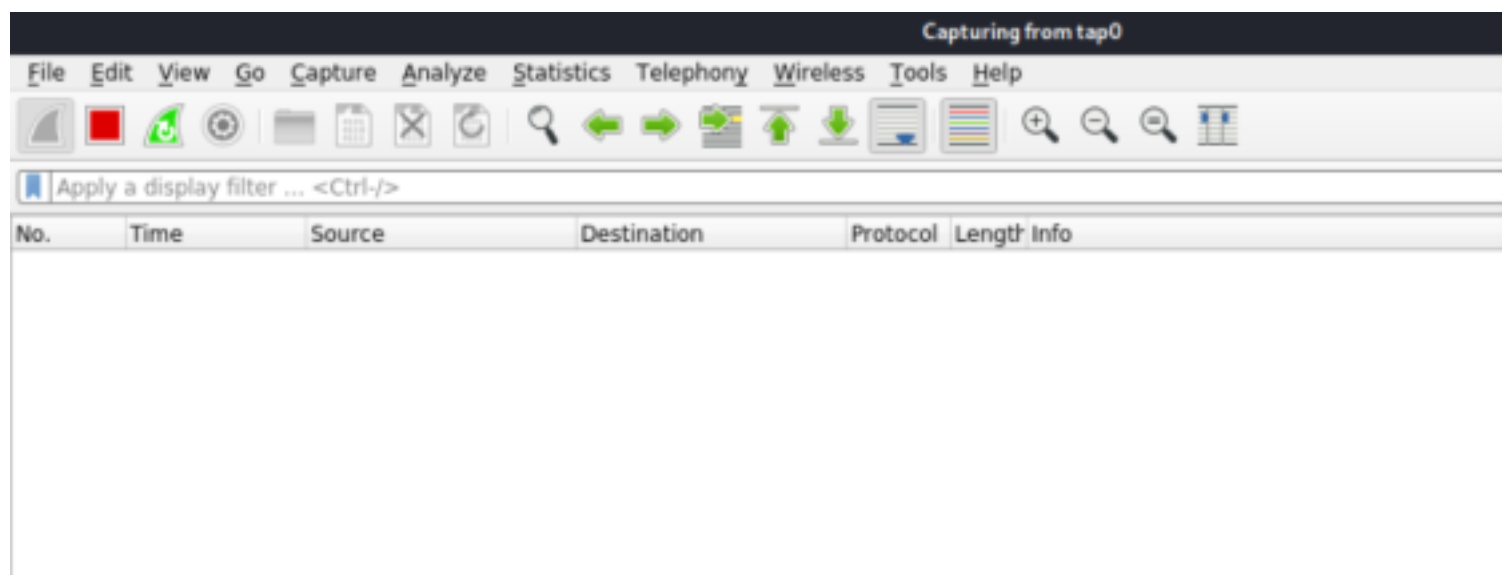 Capturing from tap0
File Edit View Go Capture Analyze Statistics Telephony Wireless Tools Help
Apply a display filter ... <Ctrl-/>
No. Time Source Destination Protocol Length Info